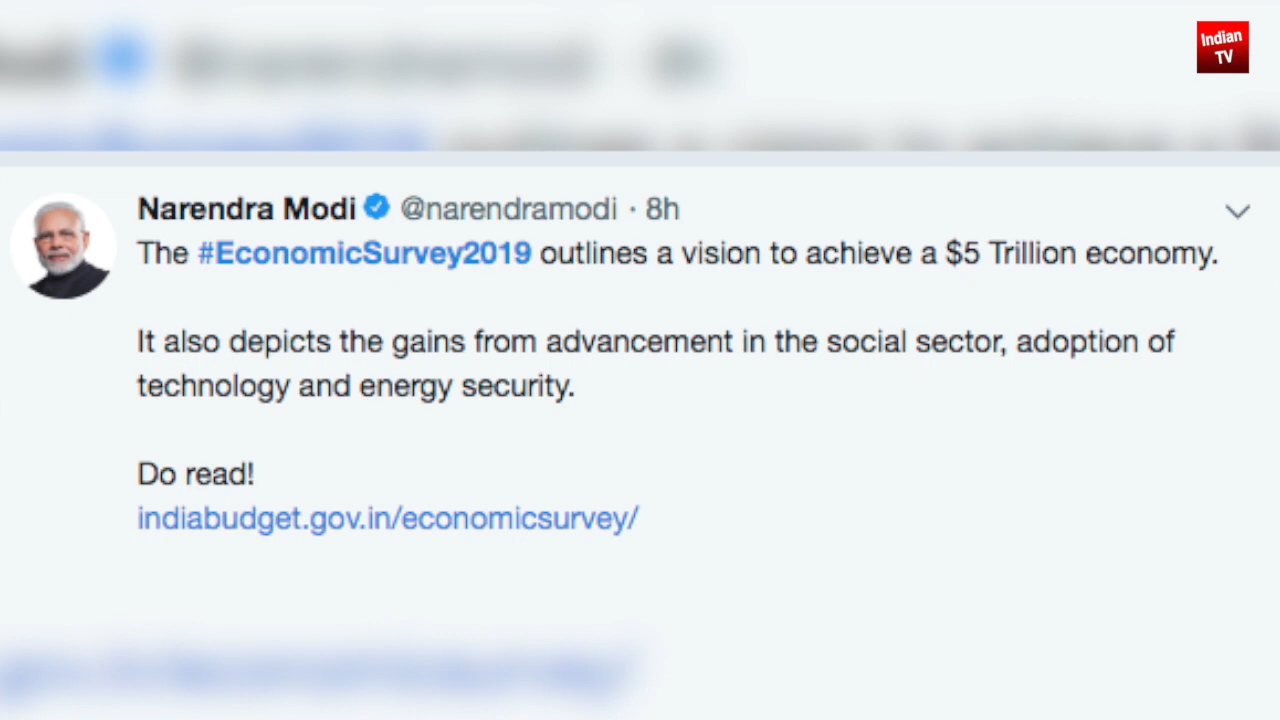 Indian
TV
Narendra Modi @narendramodi · 8h
The #EconomicSurvey2019 outlines a vision to achieve a $5 Trillion economy.
It also depicts the gains from advancement in the social sector, adoption of
technology and energy security.
Do read!
indiabudget.gov.in/economicsurvey/